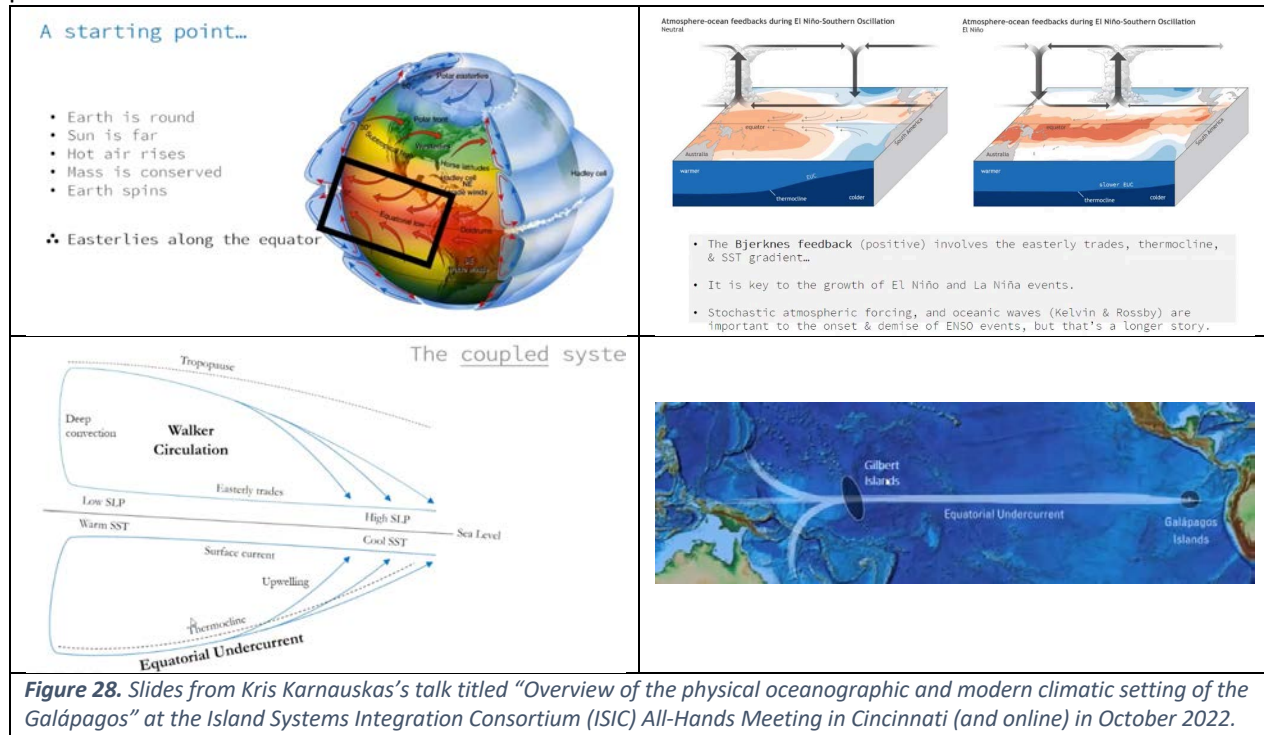 A starting point…
• Earth is round
• Sun is far
• Hot air rises
• Mass is conserved
• Earth spins
∴ Easterlies along the equator
Polar easterlies
Polar front
Westerlies
Subtropical
Horse latitudes
Hadley cell
NE
trade winds
Hadley cell
Equatorial low
Doldrums
Atmosphere-ocean feedbacks during El Niño-Southern Oscillation
Neutral
equator
Australia
South America
warmer
EUC
thermocline
colder
Atmosphere-ocean feedbacks during El Niño-Southern Oscillation
El Niño
equator
Australia
South America
warmer
slower EUC
thermocline
colder
• The Bjerknes feedback (positive) involves the easterly trades, thermocline,
& SST gradient…
• It is key to the growth of El Niño and La Niña events.
• Stochastic atmospheric forcing, and oceanic waves (Kelvin & Rossby) are
important to the onset & demise of ENSO events, but that's a longer story.
The coupled syste
Tropopause
Deep
convection
Walker
Circulation
Easterly trades
Low SLP
High SLP
Sea Level
Warm SST
Cool SST
Surface current
Upwelling
Thermocline
Equatorial Undercurrent
Gilbert
Islands
Equatorial Undercurrent
Galápagos
Islands
Figure 28. Slides from Kris Karnauskas's talk titled “Overview of the physical oceanographic and modern climatic setting of the
Galápagos” at the Island Systems Integration Consortium (ISIC) All-Hands Meeting in Cincinnati (and online) in October 2022.